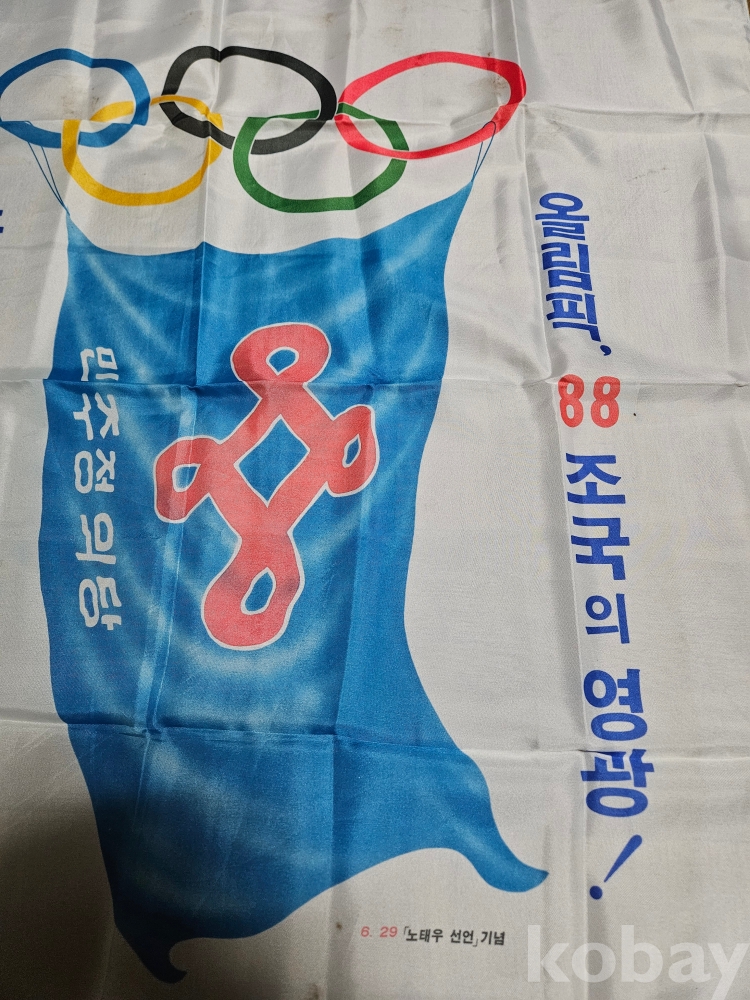 민주정의당
올림픽, 88 조국의 영광!
6. 29 「노태우 선언」 기념
kobay